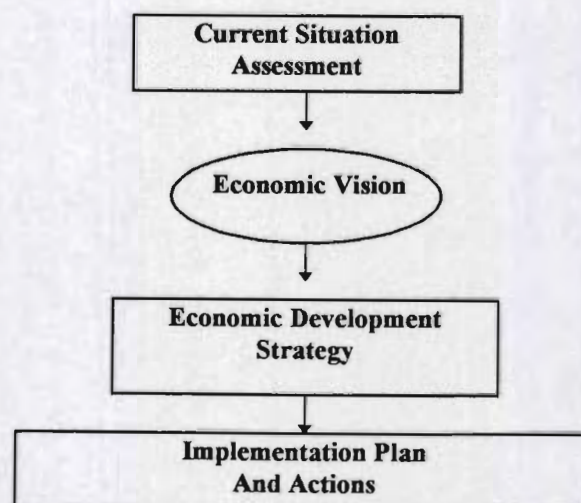 Current Situation
Assessment
Economic Vision
Economic Development
Strategy
Implementation Plan
And Actions